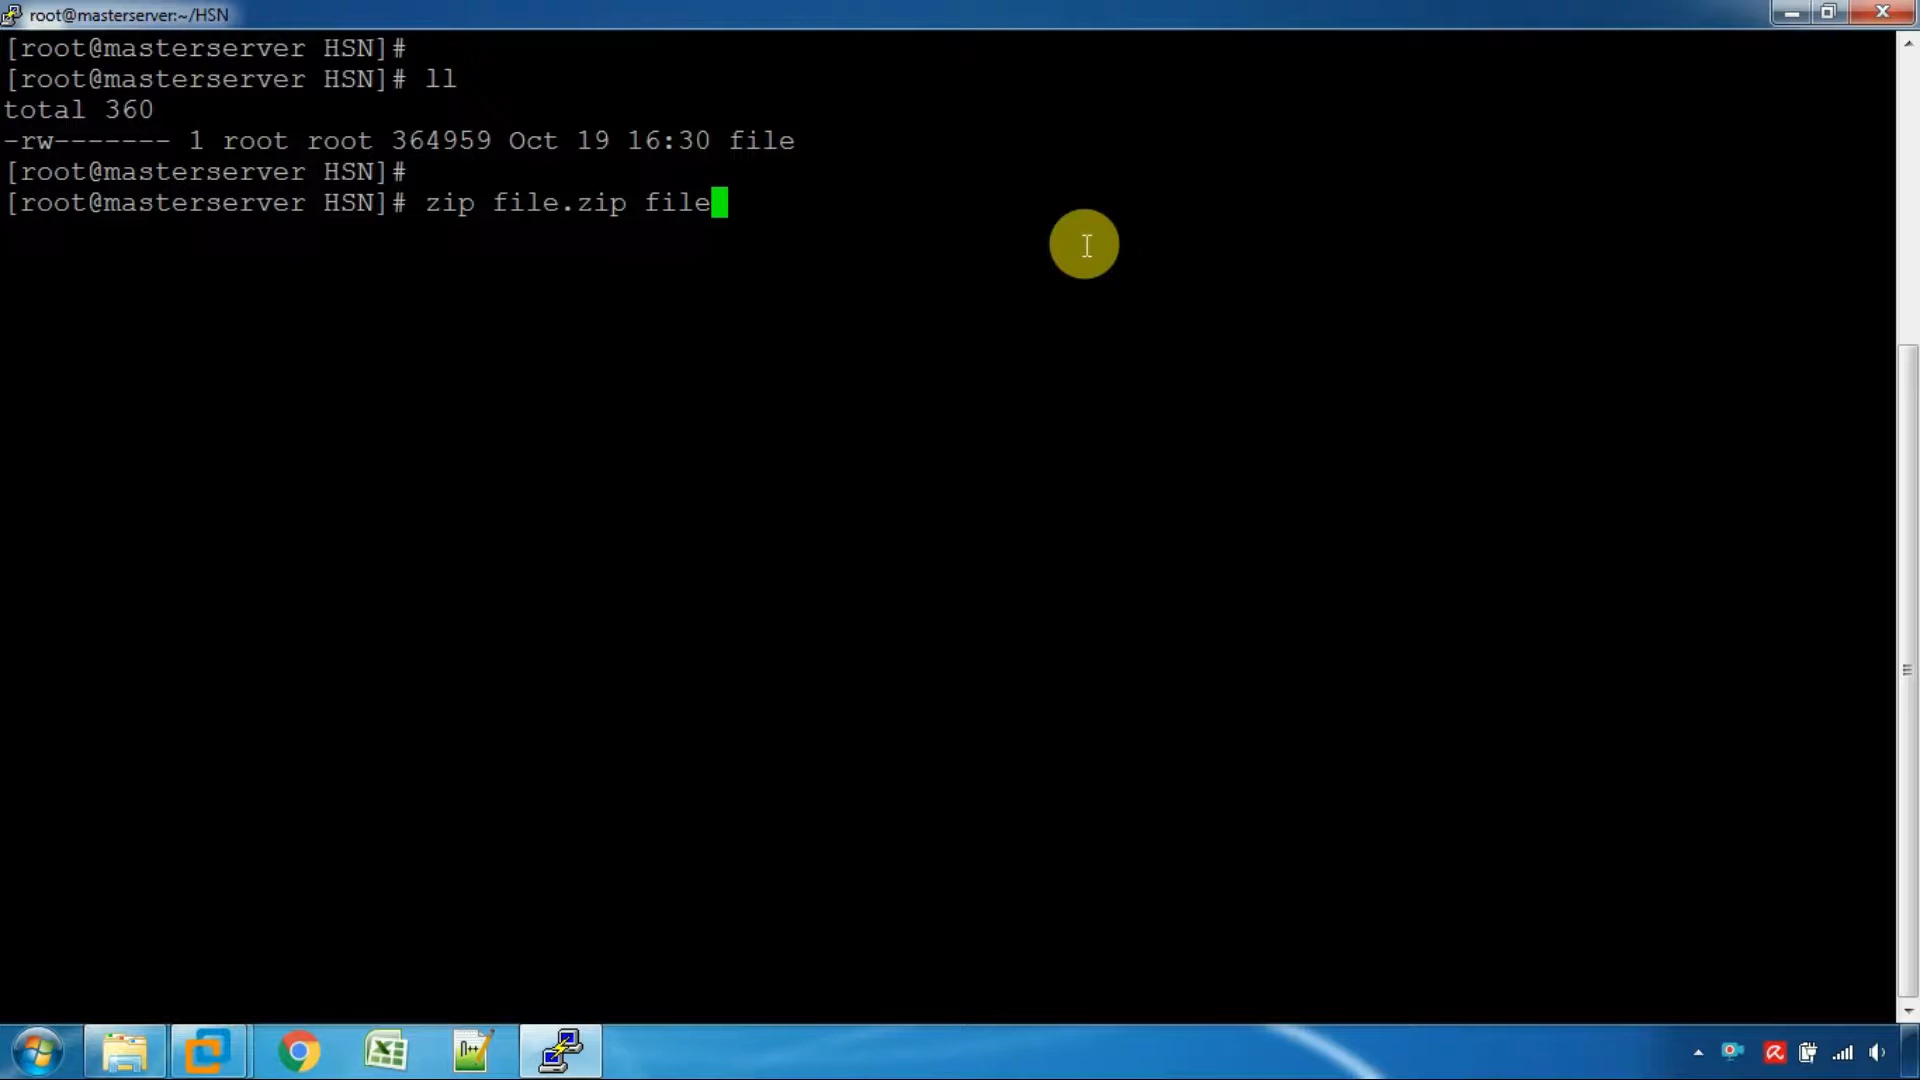 root@masterserver:~/HSN
[root@masterserver HSN]#
[root@masterserver HSN]# ll
total 360
-rw------- 1 root root 364959 Oct 19 16:30 file
[root@masterserver HSN]#
[root@masterserver HSN]# zip file.zip file